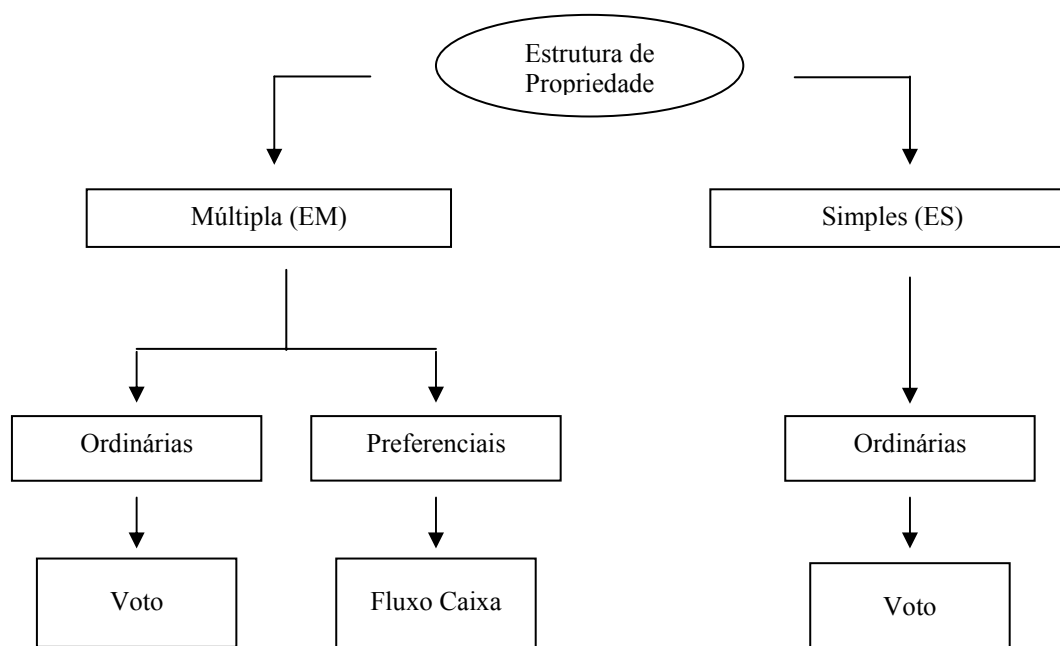 Estrutura de
Propriedade
Múltipla (EM)
Simples (ES)
Ordinárias
Preferenciais
Ordinárias
Voto
Fluxo Caixa
Voto